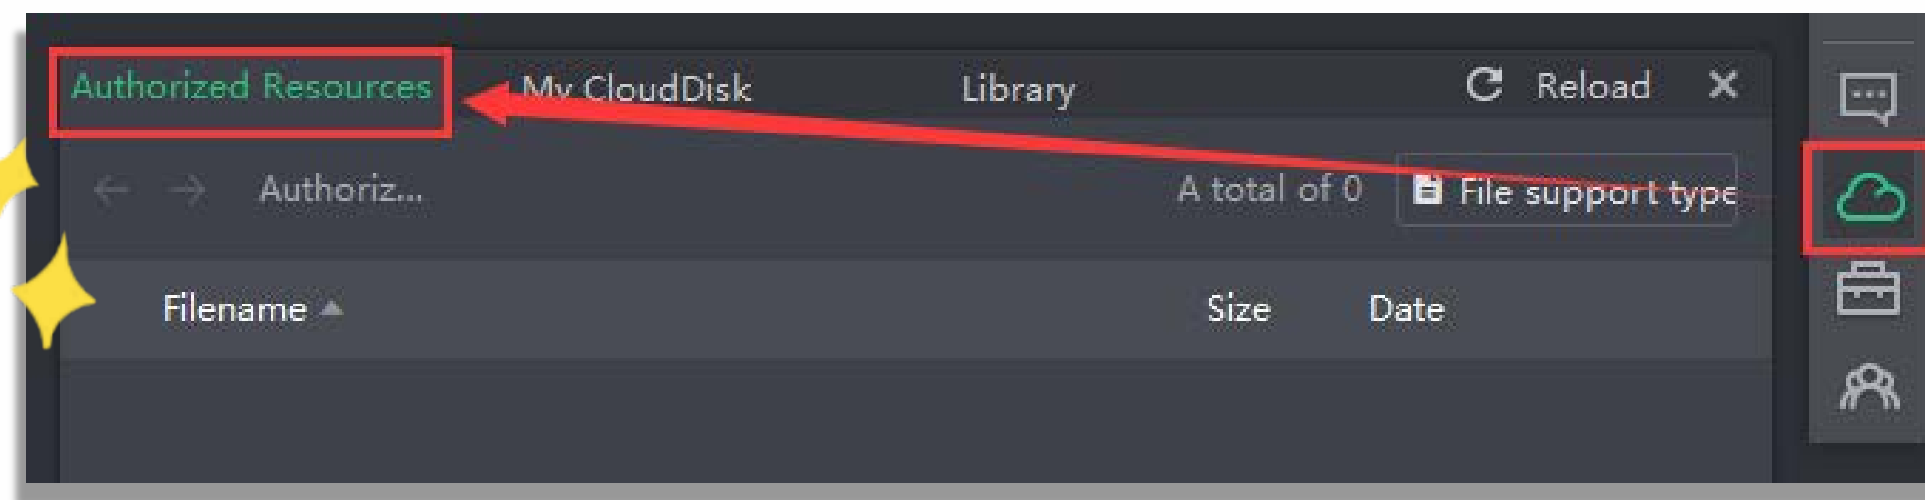 Authorized Resources My CloudDisk Library Reload
Authoriz... A total of 0 File support type
Filename Size Date